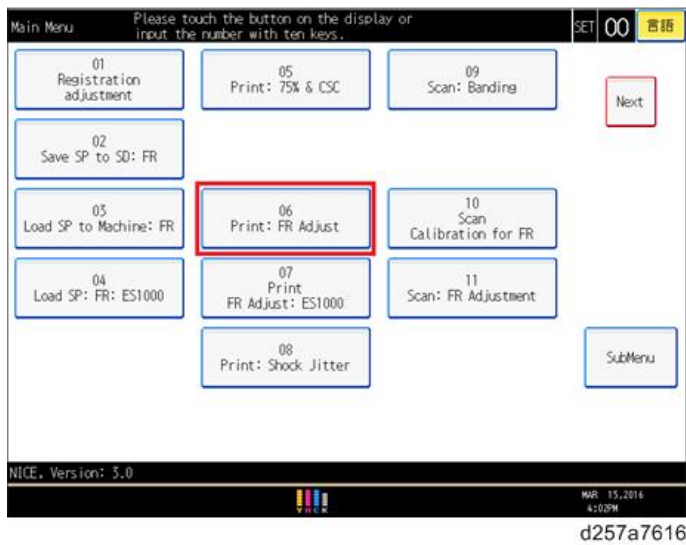 Main Menu
Please touch the button on the display or
input the number with ten keys.
SET 00 言語
01
Registration
adjustment
05
Print: 75% & CSC
09
Scan: Banding
Next
02
Save SP to SD: FR
03
Load SP to Machine: FR
06
Print: FR Adjust
10
Scan
Calibration for FR
04
Load SP: FR: ES1000
07
Print
FR Adjust: ES1000
11
Scan: FR Adjustment
08
Print: Shock Jitter
SubMenu
NICE. Version: 3.0
Y M C K
MAR 15.2016
4:02PM
d257a7616